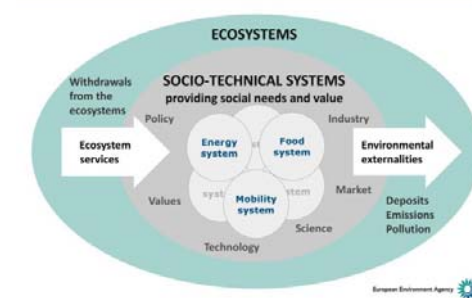 ECOSYSTEMS
Withdrawals
from the
ecosystems
SOCIO-TECHNICAL SYSTEMS
providing social needs and value
Policy
Industry
Ecosystem
services
Energy
system
Food
system
Environmental
externalities
Values
Mobility
system
Market
Science
Technology
Deposits
Emissions
Pollution
European Environment Agency